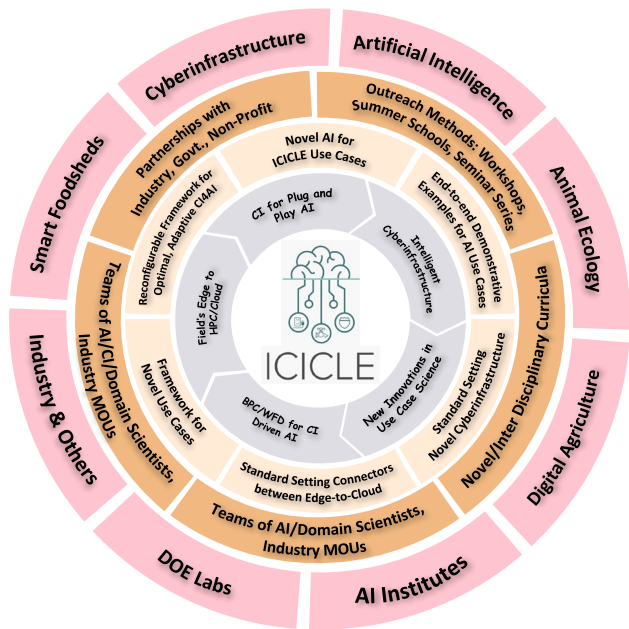 Cyberinfrastructure
Artificial Intelligence
Animal Ecology
Digital Agriculture
AI Institutes
DOE Labs
Industry & Others
Smart Foodsheds
Partnerships with
Industry, Govt., Non-Profit
Outreach Methods: Workshops,
Summer Schools, Seminar Series
Novel/Inter Disciplinary Curricula
Teams of AI/Domain Scientists,
Industry MOUs
Teams of AI/CI/Domain Scientists,
Industry MOUs
Novel AI for
ICICLE Use Cases
End-to-end Demonstrative
Examples for AI Use Cases
Standard Setting
Novel Cyberinfrastructure
Standard Setting Connectors
between Edge-to-Cloud
Framework for
Novel Use Cases
Reconfigurable Framework for
Optimal, Adaptive CI4AI
CI for Plug and
Play AI
Intelligent
Cyberinfrastructure
New Innovations in
Use Case Science
BPC/WFD for CI
Driven AI
Field's Edge to
HPC/Cloud
ICICLE